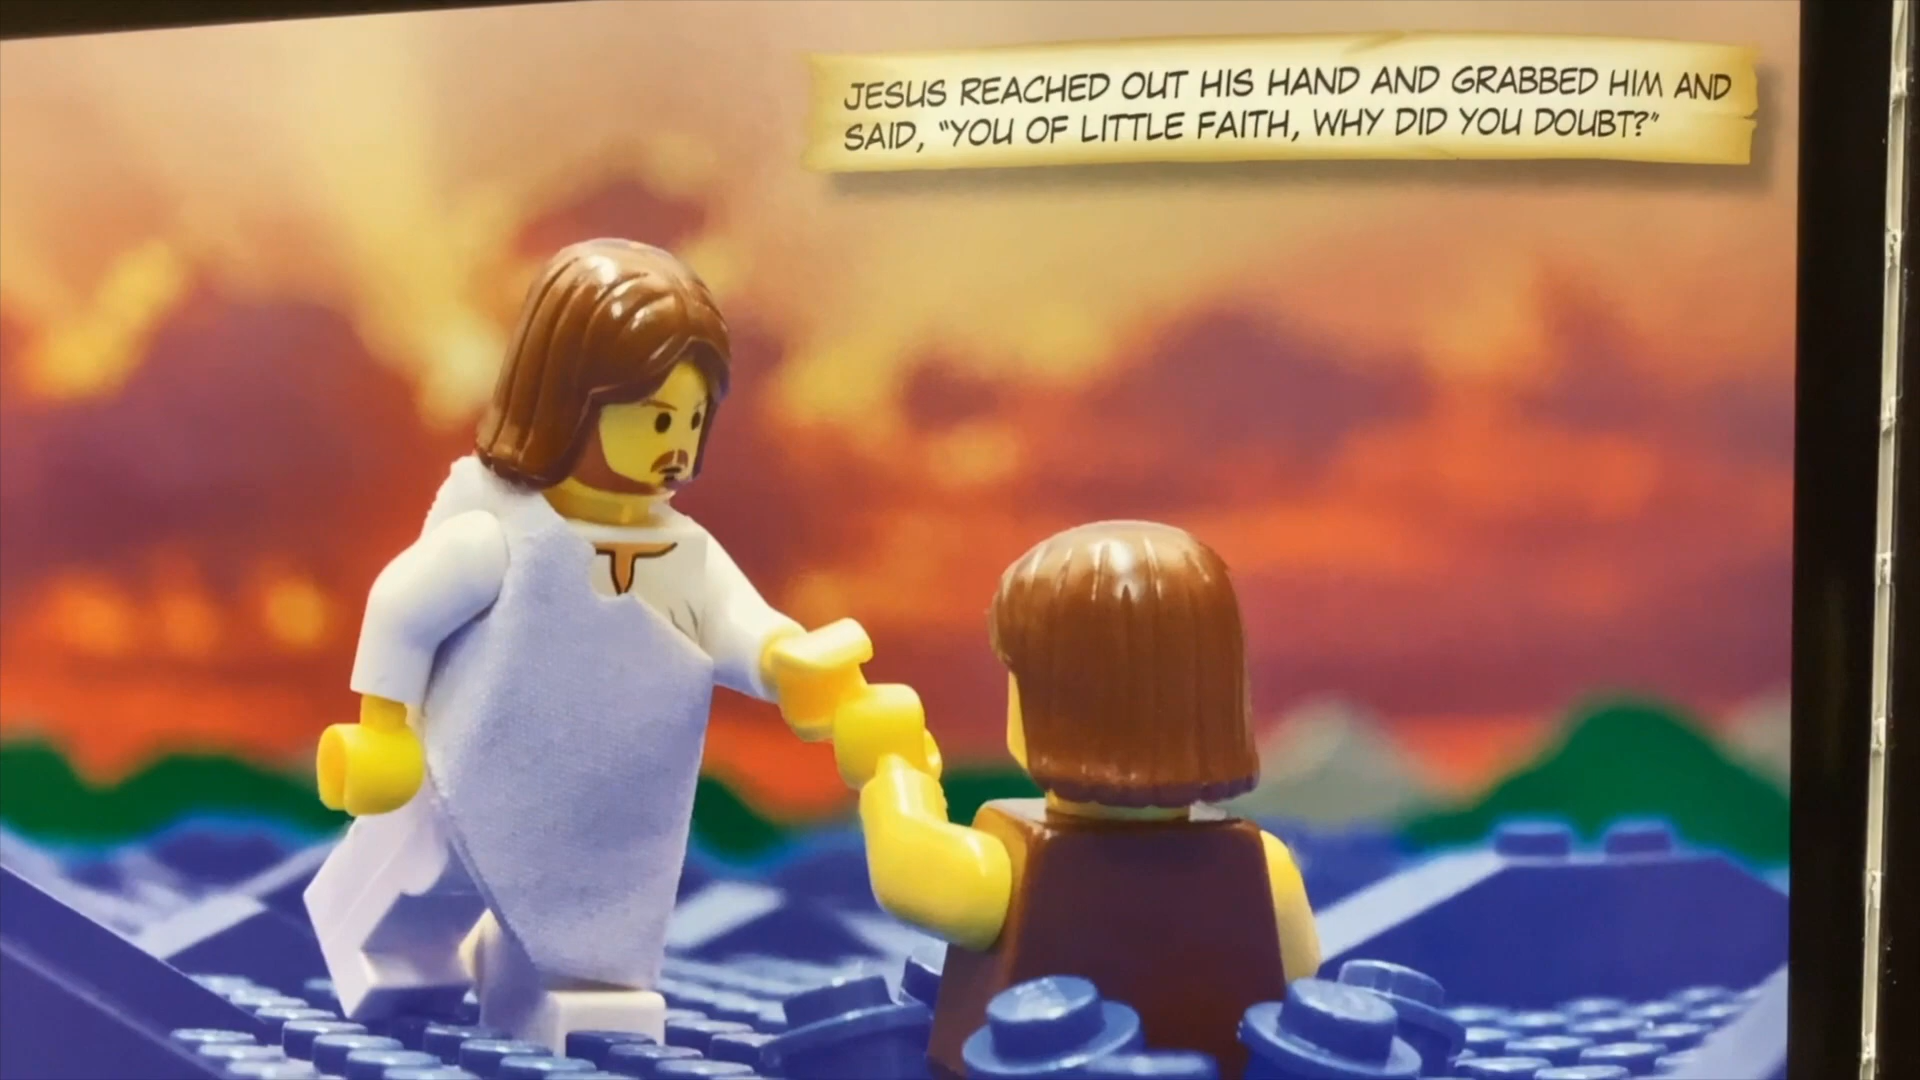 JESUS REACHED OUT HIS HAND AND GRABBED HIM AND
SAID, "YOU OF LITTLE FAITH, WHY DID YOU DOUBT?"